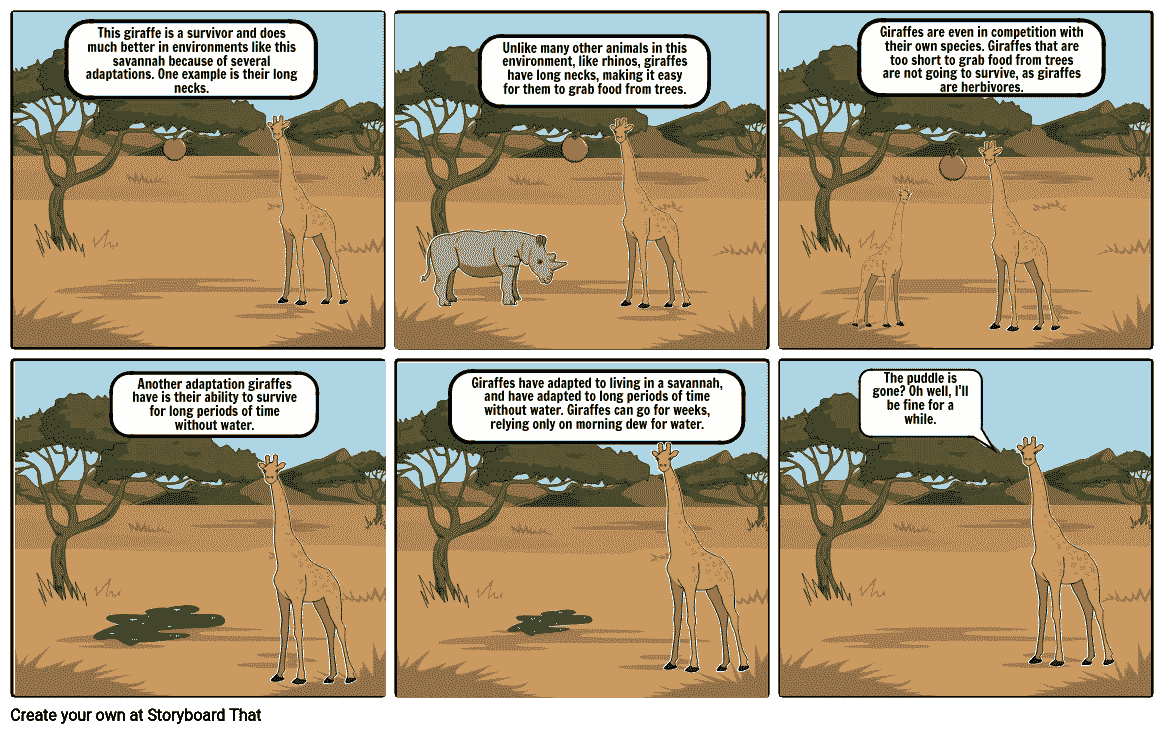 This giraffe is a survivor and does
much better in environments like this
savannah because of several
adaptations. One example is their long
necks.
Unlike many other animals in this
environment, like rhinos, giraffes
have long necks, making it easy
for them to grab food from trees.
Giraffes are even in competition with
their own species. Giraffes that are
too short to grab food from trees
are not going to survive, as giraffes
are herbivores.
Another adaptation giraffes
have is their ability to survive
for long periods of time
without water.
Giraffes have adapted to living in a savannah,
and have adapted to long periods of time
without water. Giraffes can go for weeks,
relying only on morning dew for water.
The puddle is
gone? Oh well, I'll
be fine for a
while.
Create your own at Storyboard That